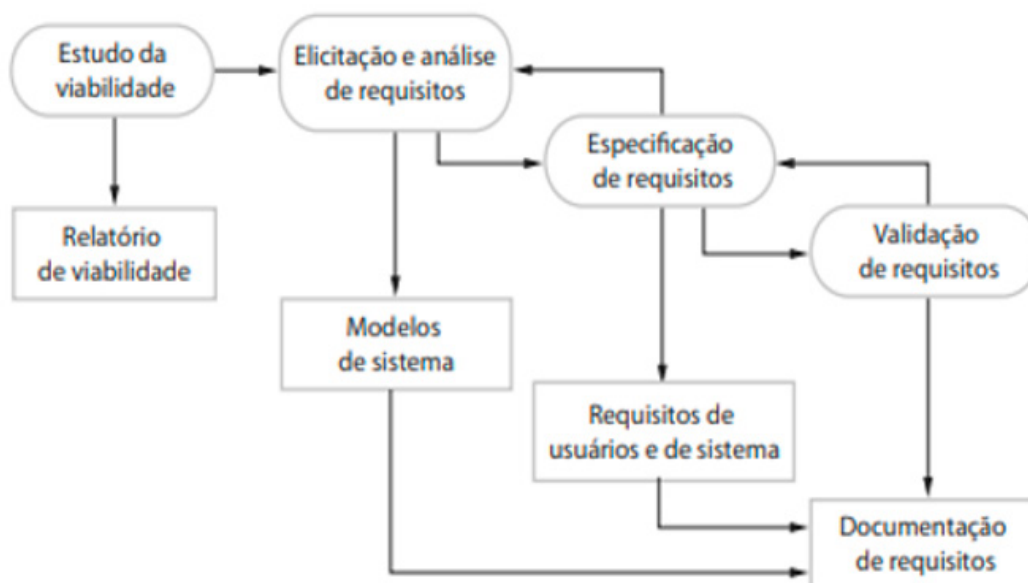 Estudo da
viabilidade
Elicitação e análise
de requisitos
Especificação
de requisitos
Relatório
de viabilidade
Validação
de requisitos
Modelos
de sistema
Requisitos de
usuários e de sistema
Documentação
de requisitos